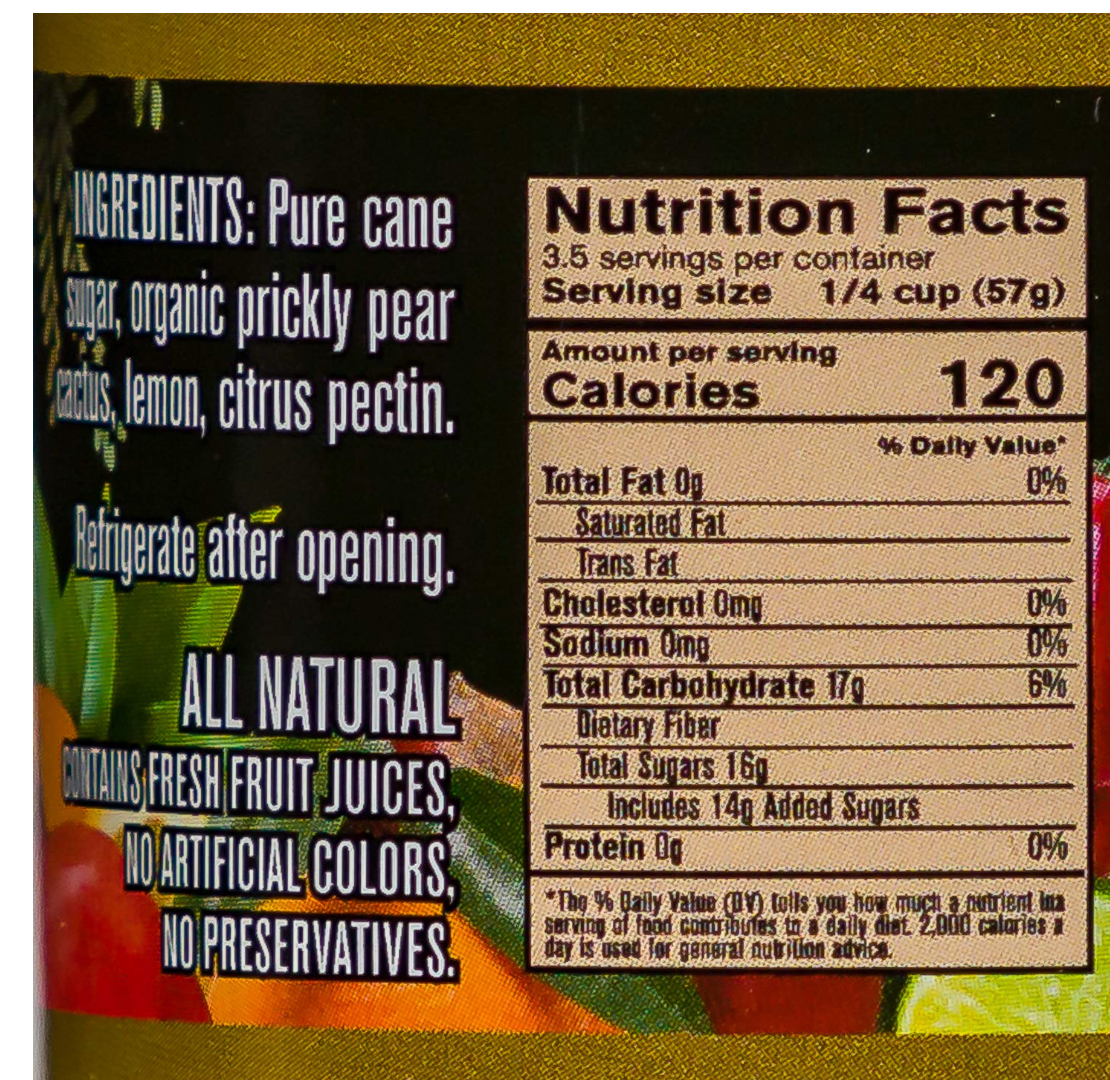 INGREDIENTS: Pure cane
sugar, organic prickly pear
cactus, lemon, citrus pectin.
Refrigerate after opening.
ALL NATURAL
CONTAINS FRESH FRUIT JUICES,
NO ARTIFICIAL COLORS,
NO PRESERVATIVES.
Nutrition Facts
3.5 servings per container
Serving size 1/4 cup (57g)
Amount per serving
Calories 120
% Daily Value*
Total Fat 0g 0%
Saturated Fat
Trans Fat
Cholesterol 0mg 0%
Sodium 0mg 0%
Total Carbohydrate 17g 6%
Dietary Fiber
Total Sugars 16g
Includes 14g Added Sugars
Protein 0g 0%
*The % Daily Value (DV) tells you how much a nutrient in a
serving of food contributes to a daily diet. 2,000 calories a
day is used for general nutrition advice.